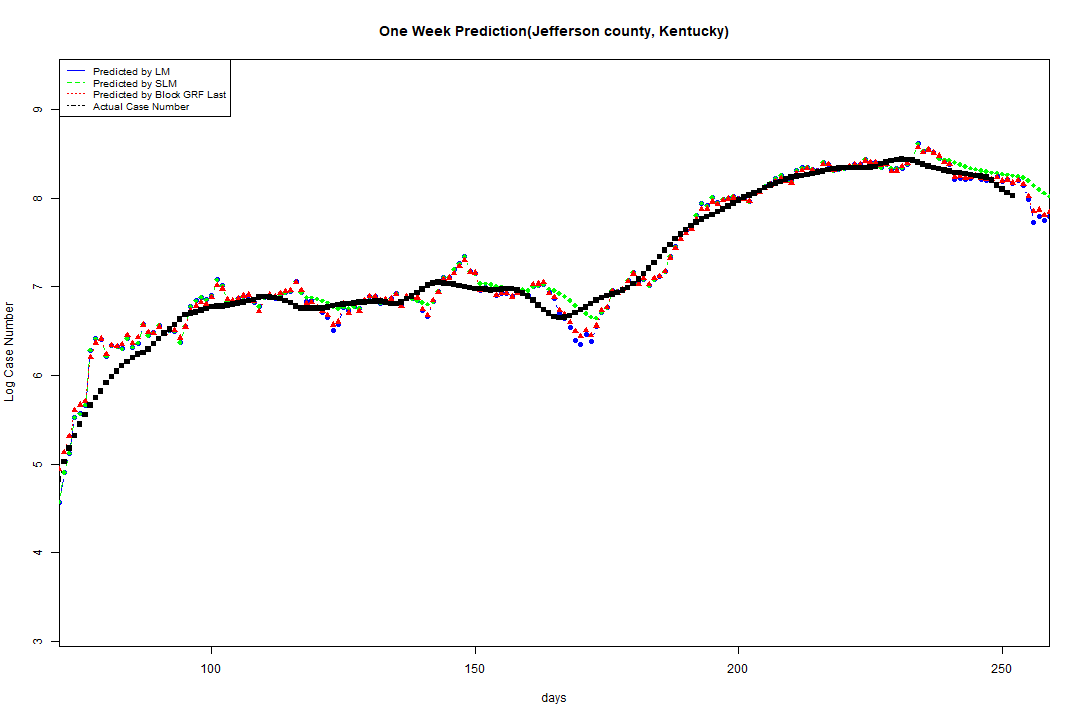 One Week Prediction(Jefferson county, Kentucky)
Predicted by LM
Predicted by SLM
Predicted by Block GRF Last
Actual Case Number
9
8
7
6
5
4
3
Log Case Number
100 150 200 250
days